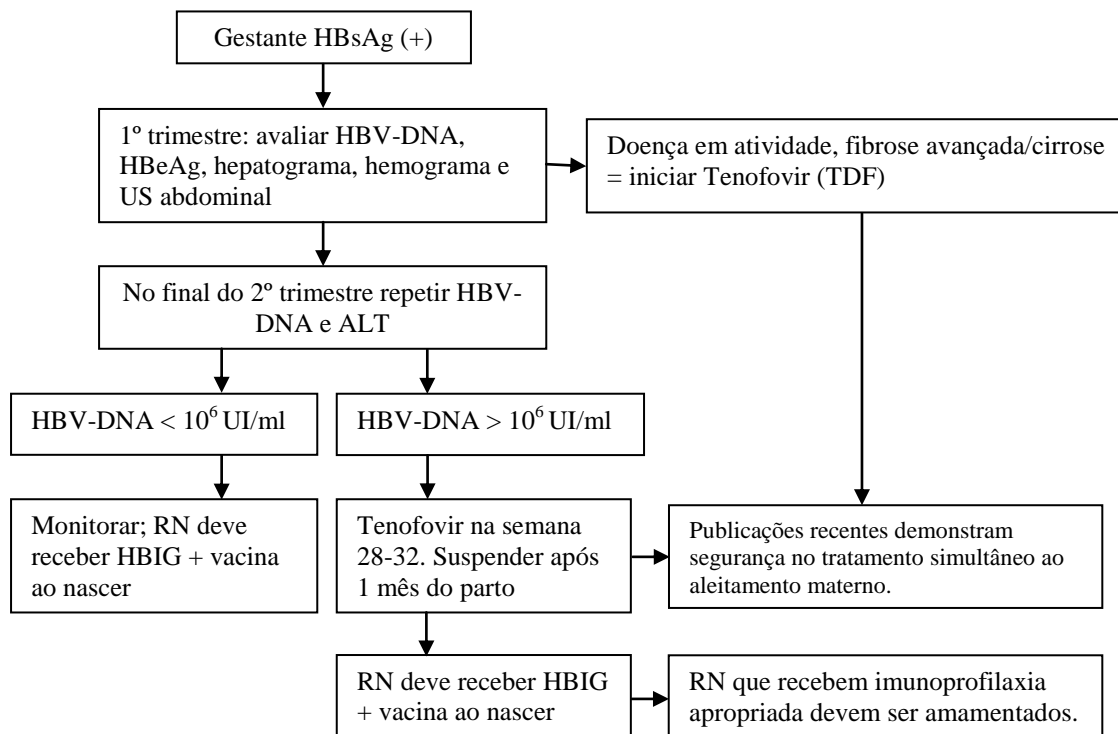 Gestante HBsAg (+)
1º trimestre: avaliar HBV-DNA,
HBeAg, hepatograma, hemograma e
US abdominal
Doença em atividade, fibrose avançada/cirrose
= iniciar Tenofovir (TDF)
No final do 2º trimestre repetir HBV-
DNA e ALT
HBV-DNA < 10⁶ UI/ml
HBV-DNA > 10⁶ UI/ml
Monitorar; RN deve
receber HBIG + vacina
ao nascer
Tenofovir na semana
28-32. Suspender após
1 mês do parto
Publicações recentes demonstram
segurança no tratamento simultâneo ao
aleitamento materno.
RN deve receber HBIG
+ vacina ao nascer
RN que recebem imunoprofilaxia
apropriada devem ser amamentados.